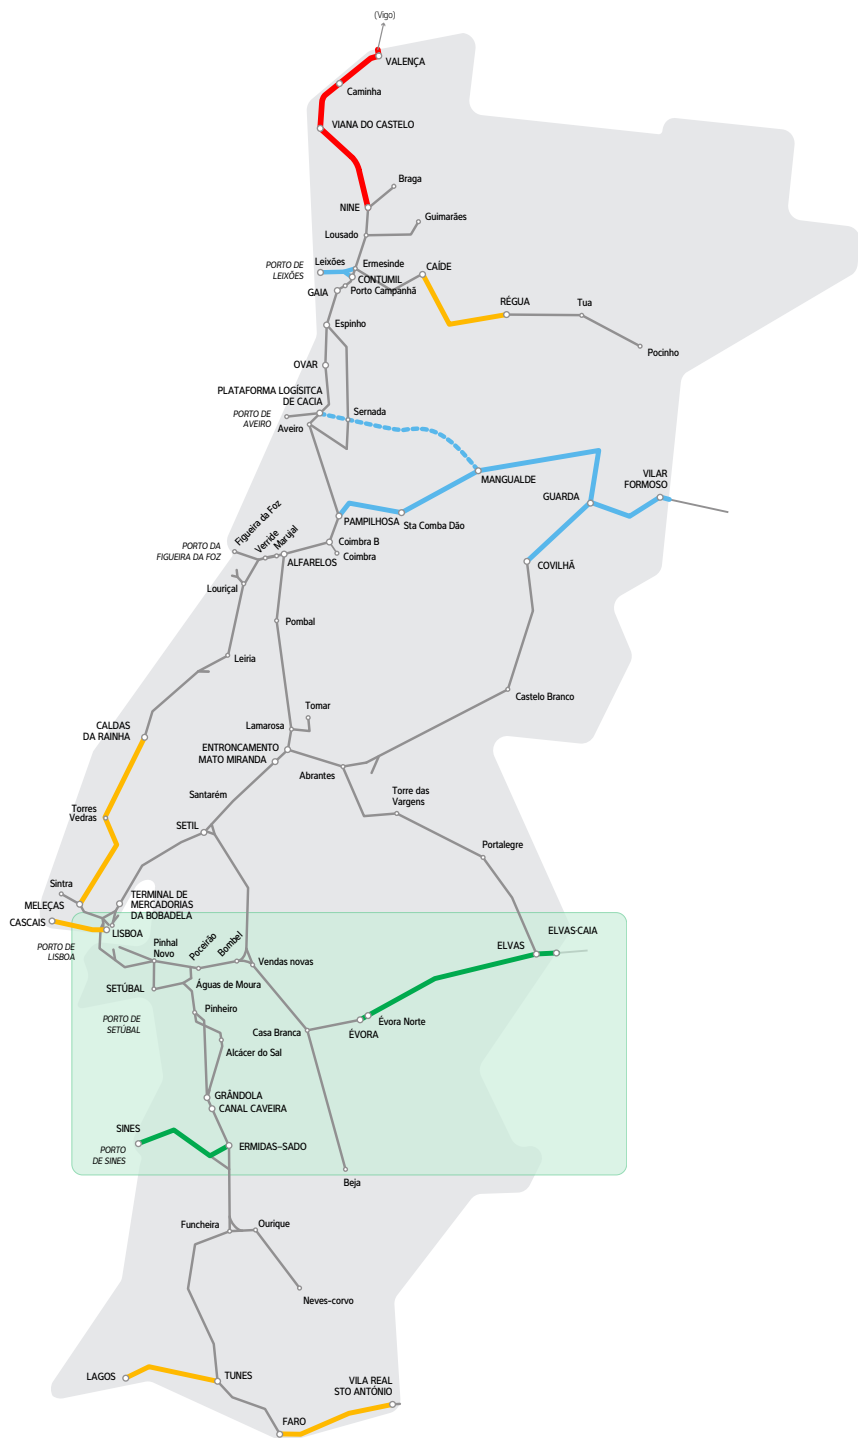 (Vigo)
VALENÇA
Caminha
VIANA DO CASTELO
Braga
NINE
Guimarães
Lousado
PORTO DE
LEIXÕES
Leixões
Ermesinde
CAÍDE
CONTUMIL
GAIA
Porto Campanhã
RÉGUA
Tua
Espinho
Pocinho
OVAR
PLATAFORMA LOGÍSITCA
DE CACIA
PORTO DE
AVEIRO
Sernada
Aveiro
MANGUALDE
VILAR
FORMOSO
GUARDA
PAMPILHOSA
Sta Comba Dão
Figueira da Foz
Verride
Marujal
PORTO DA
FIGUEIRA DA FOZ
Coimbra B
Coimbra
ALFARELOS
COVILHÃ
Louriçal
Pombal
Leiria
Castelo Branco
Tomar
CALDAS
DA RAINHA
Lamarosa
ENTRONCAMENTO
MATO MIRANDA
Abrantes
Santarém
Torre das
Vargens
Torres
Vedras
SETIL
Portalegre
Sintra
MELEÇAS
TERMINAL DE
MERCADORIAS
DA BOBADELA
CASCAIS
LISBOA
PORTO DE
LISBOA
Pinhal
Novo
Poceirão
Bombel
Vendas novas
ELVAS
ELVAS-CAIA
SETÚBAL
Águas de Moura
PORTO DE
SETÚBAL
Pinheiro
Casa Branca
ÉVORA
Évora Norte
Alcácer do Sal
GRÂNDOLA
CANAL CAVEIRA
SINES
PORTO
DE SINES
ERMIDAS-SADO
Beja
Funcheira
Ourique
Neves-corvo
LAGOS
TUNES
VILA REAL
STO ANTÓNIO
FARO